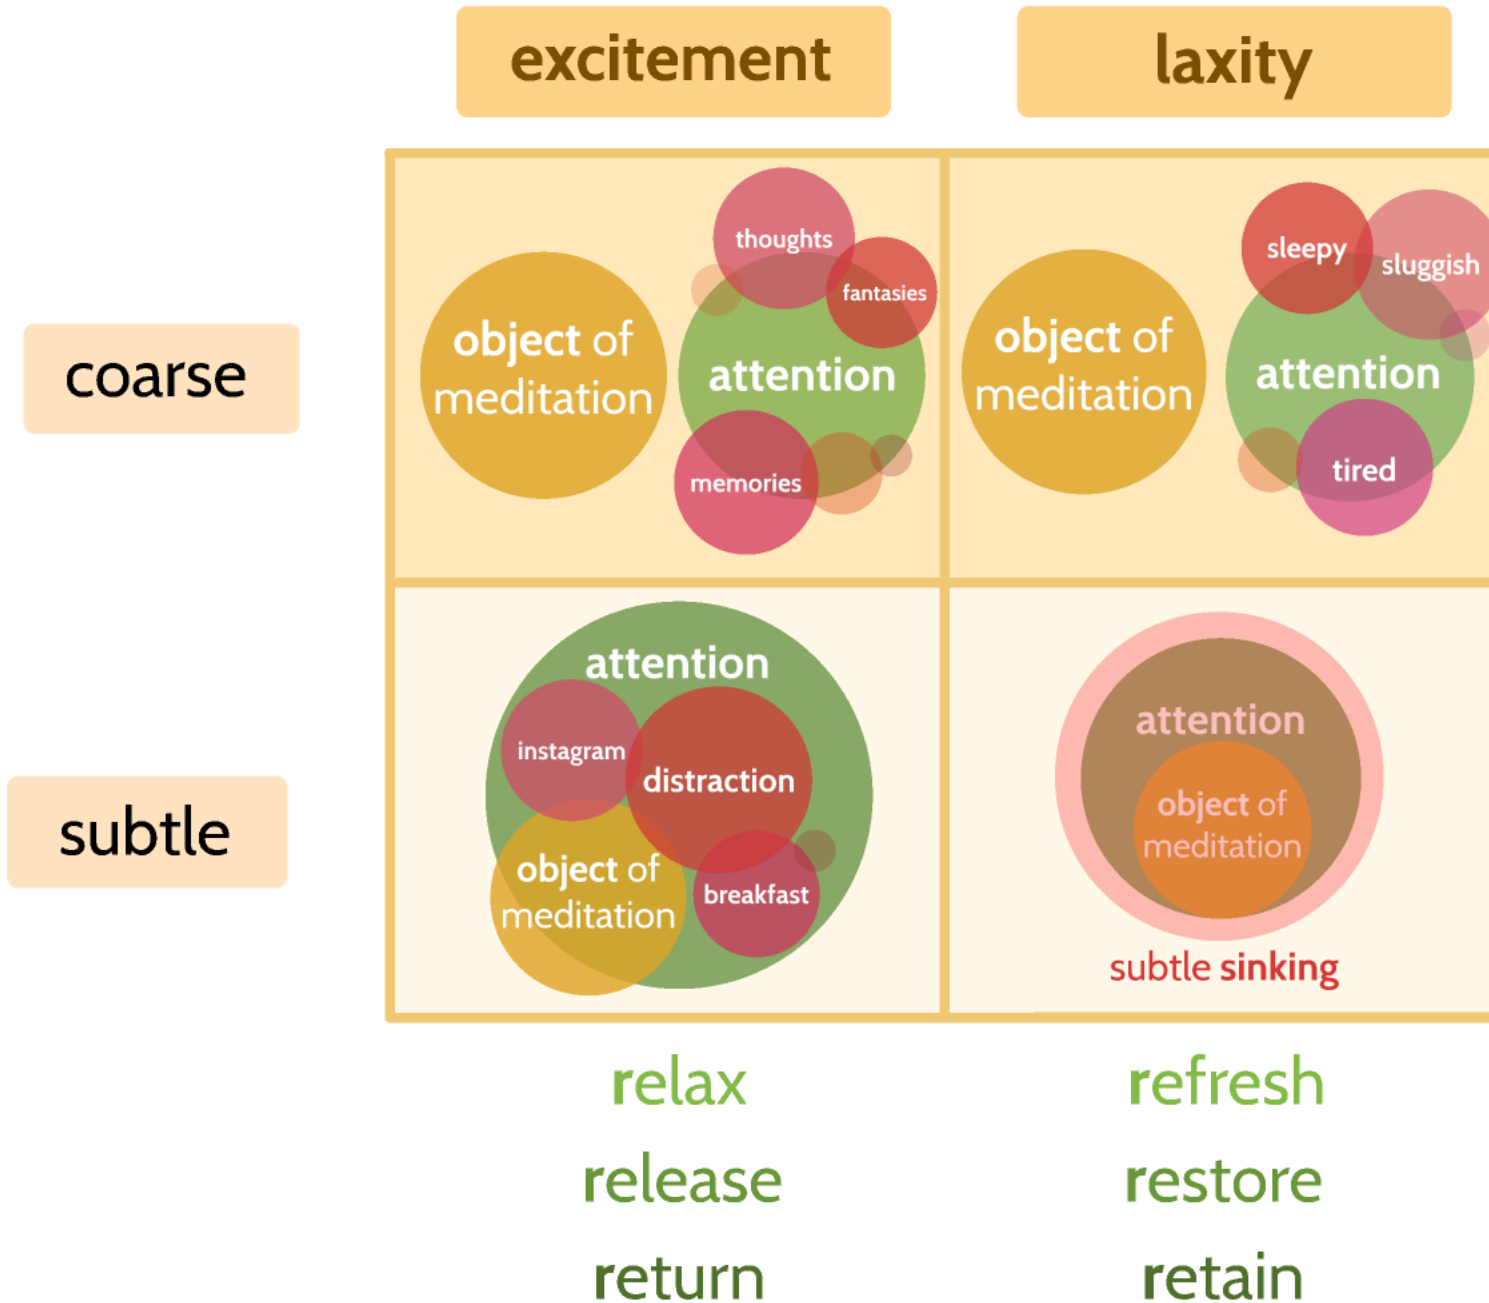 excitement
laxity
coarse
object of
meditation
thoughts
fantasies
attention
memories
object of
meditation
sleepy
sluggish
attention
tired
subtle
attention
instagram
distraction
object of
meditation
breakfast
attention
object of
meditation
subtle sinking
relax
refresh
release
restore
return
retain